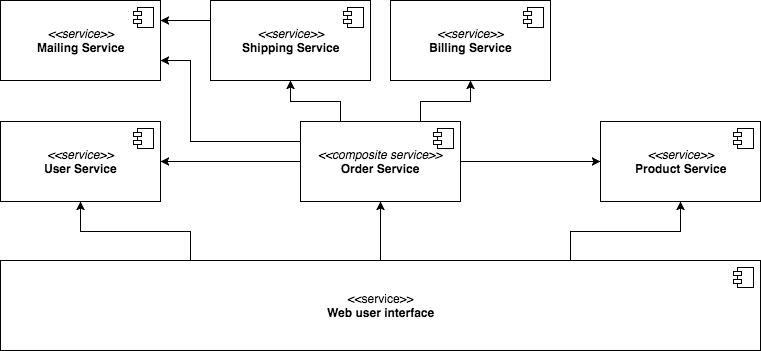 <<service>>
Mailing Service
<<service>>
Shipping Service
<<service>>
Billing Service
<<service>>
User Service
<<composite service>>
Order Service
<<service>>
Product Service
<<service>>
Web user interface